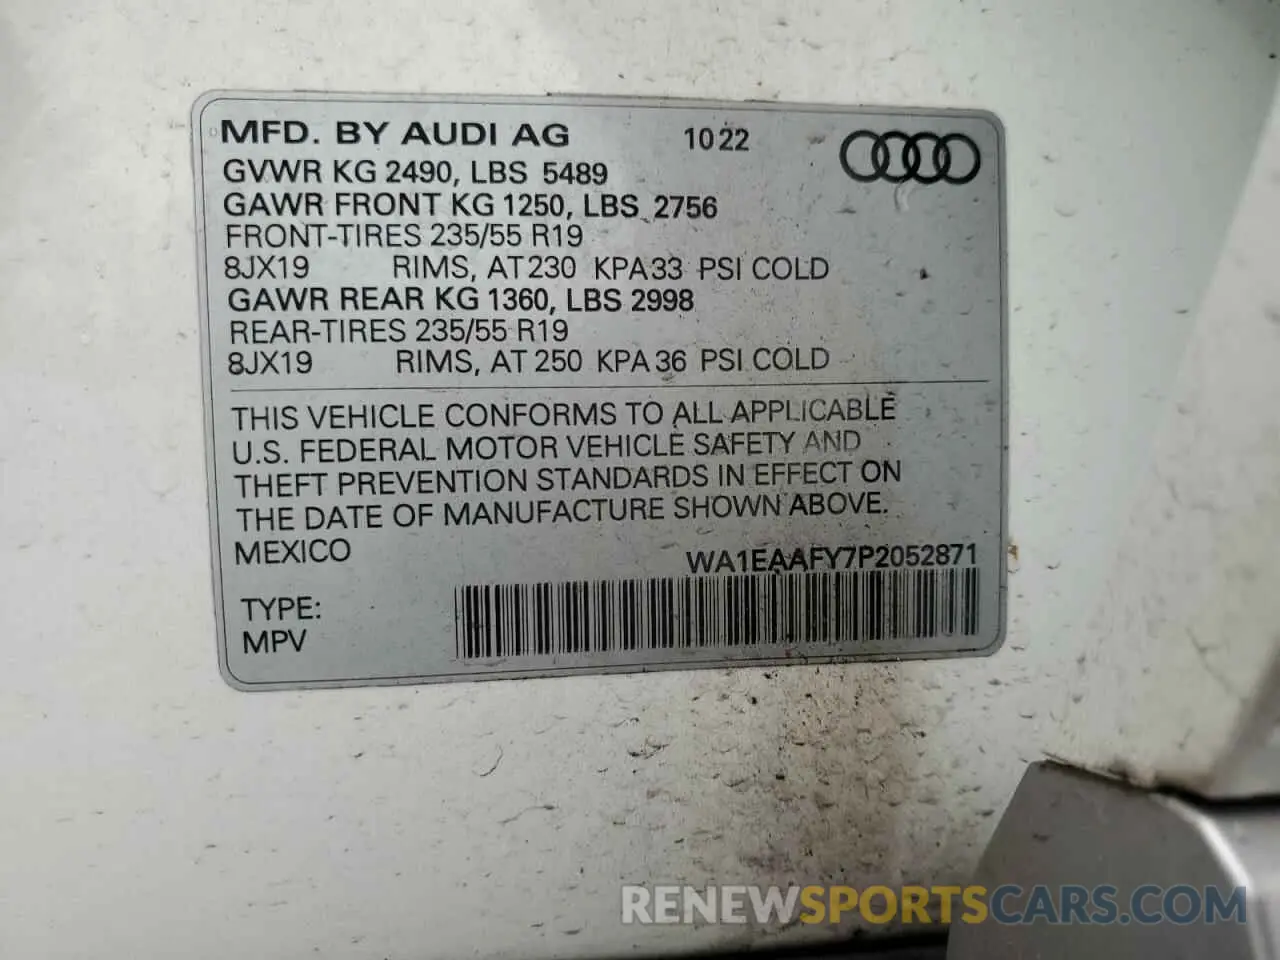 MFD. BY AUDI AG 10 22
GVWR KG 2490, LBS 5489
GAWR FRONT KG 1250, LBS 2756
FRONT-TIRES 235/55 R19
8JX19 RIMS, AT 230 KPA 33 PSI COLD
GAWR REAR KG 1360, LBS 2998
REAR-TIRES 235/55 R19
8JX19 RIMS, AT 250 KPA 36 PSI COLD
THIS VEHICLE CONFORMS TO ALL APPLICABLE
U.S. FEDERAL MOTOR VEHICLE SAFETY AND
THEFT PREVENTION STANDARDS IN EFFECT ON
THE DATE OF MANUFACTURE SHOWN ABOVE.
MEXICO WA1EAAFY7P2052871
TYPE:
MPV
RENEWSPORTSCARS.COM